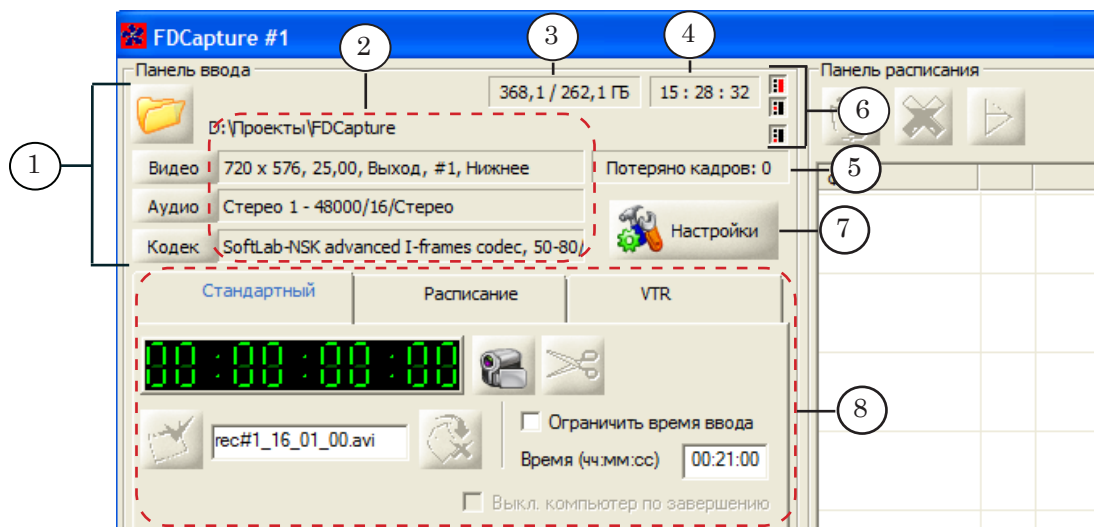 FDCapture #1
2
3
4
Панель ввода
Панель расписания
368,1 / 262,1 ГБ
15 : 28 : 32
6
D:\Проекты\FDCapture
1
Видео
720 x 576, 25,00, Выход, #1, Нижнее
Потеряно кадров: 0
5
Аудио
Стерео 1 - 48000/16/Стерео
Настройки
7
Кодек
SoftLab-NSK advanced I-frames codec, 50-80/
Стандартный
Расписание
VTR
00:00:00:00
8
rec#1_16_01_00.avi
Ограничить время ввода
Время (чч:мм:сс)
00:21:00
Выкл. компьютер по завершению